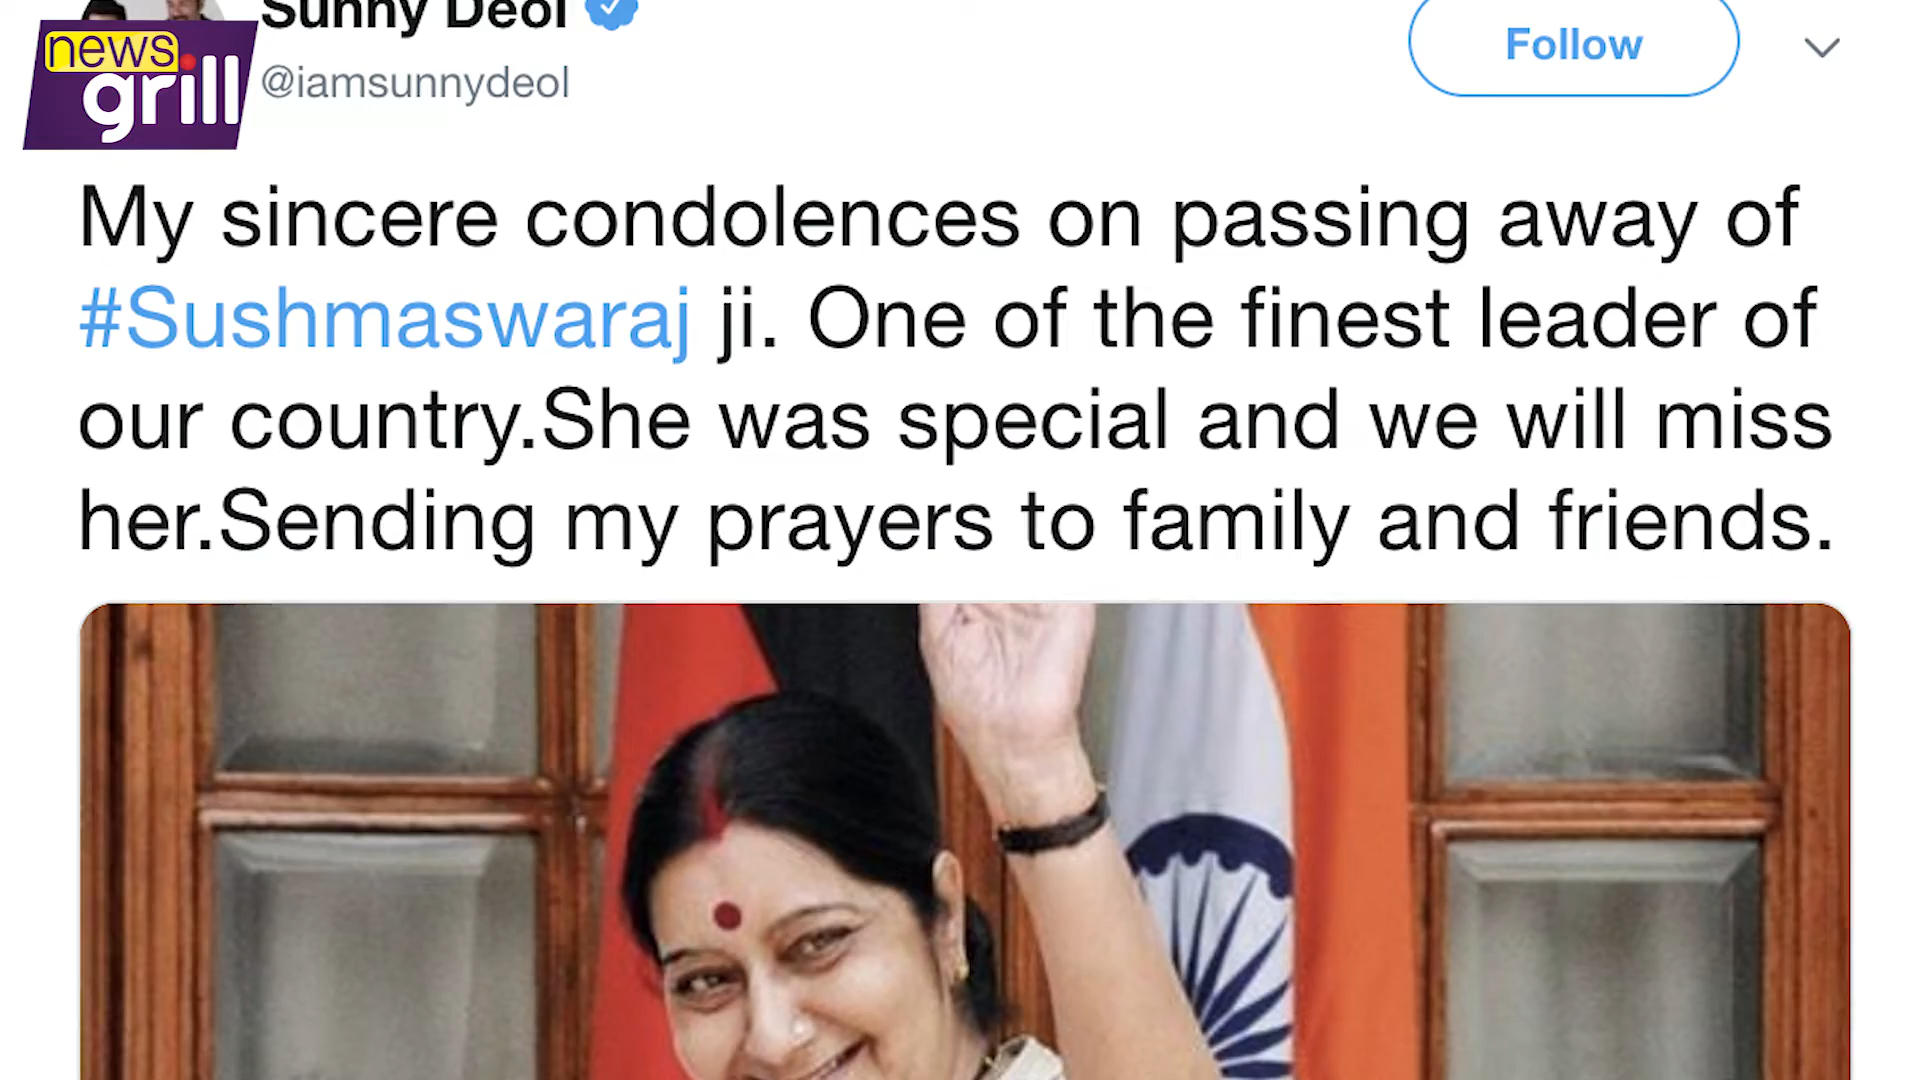 Sunny Deol
news
grill
@iamsunnydeol
Follow
My sincere condolences on passing away of
#Sushmaswaraj ji. One of the finest leader of
our country.She was special and we will miss
her.Sending my prayers to family and friends.